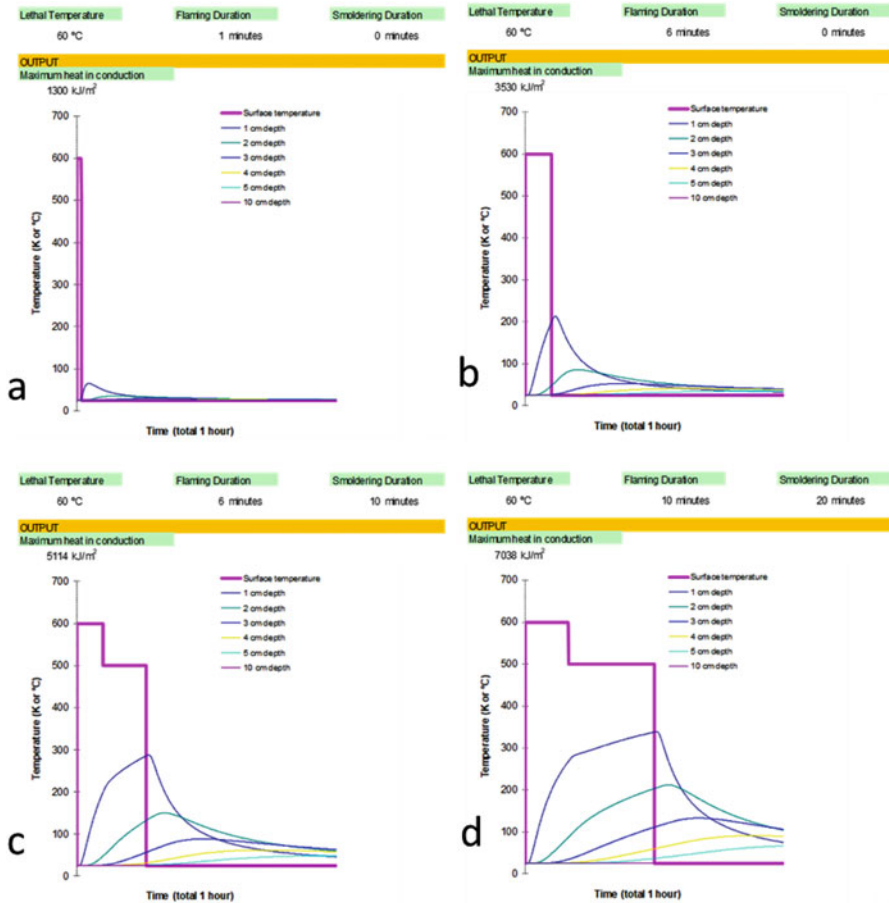 Lethal Temperature Flaming Duration Smoldering Duration
60 °C 1 minutes 0 minutes
OUTPUT
Maximum heat in conduction
1300 kJ/m²
700
600
500
400
300
200
100
0
Temperature (K or °C)
Surface temperature
1 cm depth
2 cm depth
3 cm depth
4 cm depth
5 cm depth
10 cm depth
Time (total 1 hour)
a
Lethal Temperature Flaming Duration Smoldering Duration
60 °C 6 minutes 0 minutes
OUTPUT
Maximum heat in conduction
3530 kJ/m²
700
600
500
400
300
200
100
0
Temperature (K or °C)
Surface temperature
1 cm depth
2 cm depth
3 cm depth
4 cm depth
5 cm depth
10 cm depth
Time (total 1 hour)
b
Lethal Temperature Flaming Duration Smoldering Duration
60 °C 6 minutes 10 minutes
OUTPUT
Maximum heat in conduction
5114 kJ/m²
700
600
500
400
300
200
100
0
Temperature (K or °C)
Surface temperature
1 cm depth
2 cm depth
3 cm depth
4 cm depth
5 cm depth
10 cm depth
Time (total 1 hour)
c
Lethal Temperature Flaming Duration Smoldering Duration
60 °C 10 minutes 20 minutes
OUTPUT
Maximum heat in conduction
7038 kJ/m²
700
600
500
400
300
200
100
0
Temperature (K or °C)
Surface temperature
1 cm depth
2 cm depth
3 cm depth
4 cm depth
5 cm depth
10 cm depth
Time (total 1 hour)
d